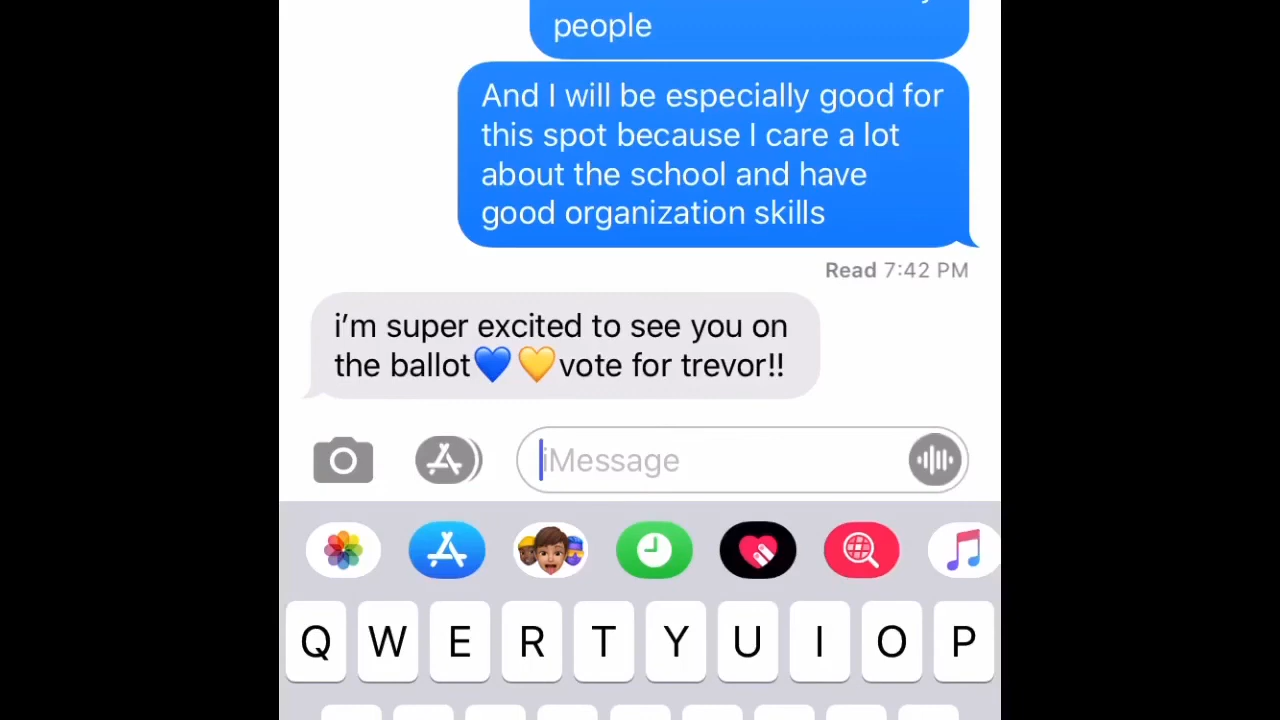 people
And I will be especially good for
this spot because I care a lot
about the school and have
good organization skills
Read 7:42 PM
i’m super excited to see you on
the ballot💙💛vote for trevor!!
iMessage
Q W E R T Y U I O P